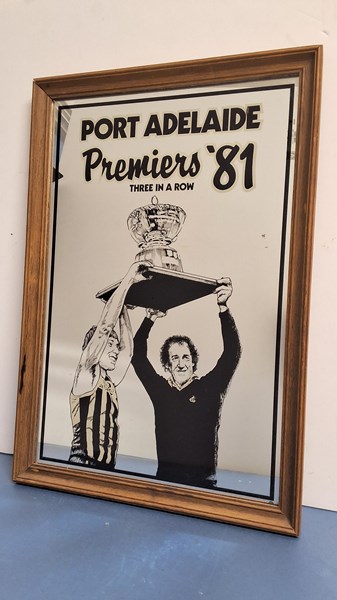 PORT ADELAIDE
Premiers '81
THREE IN A ROW